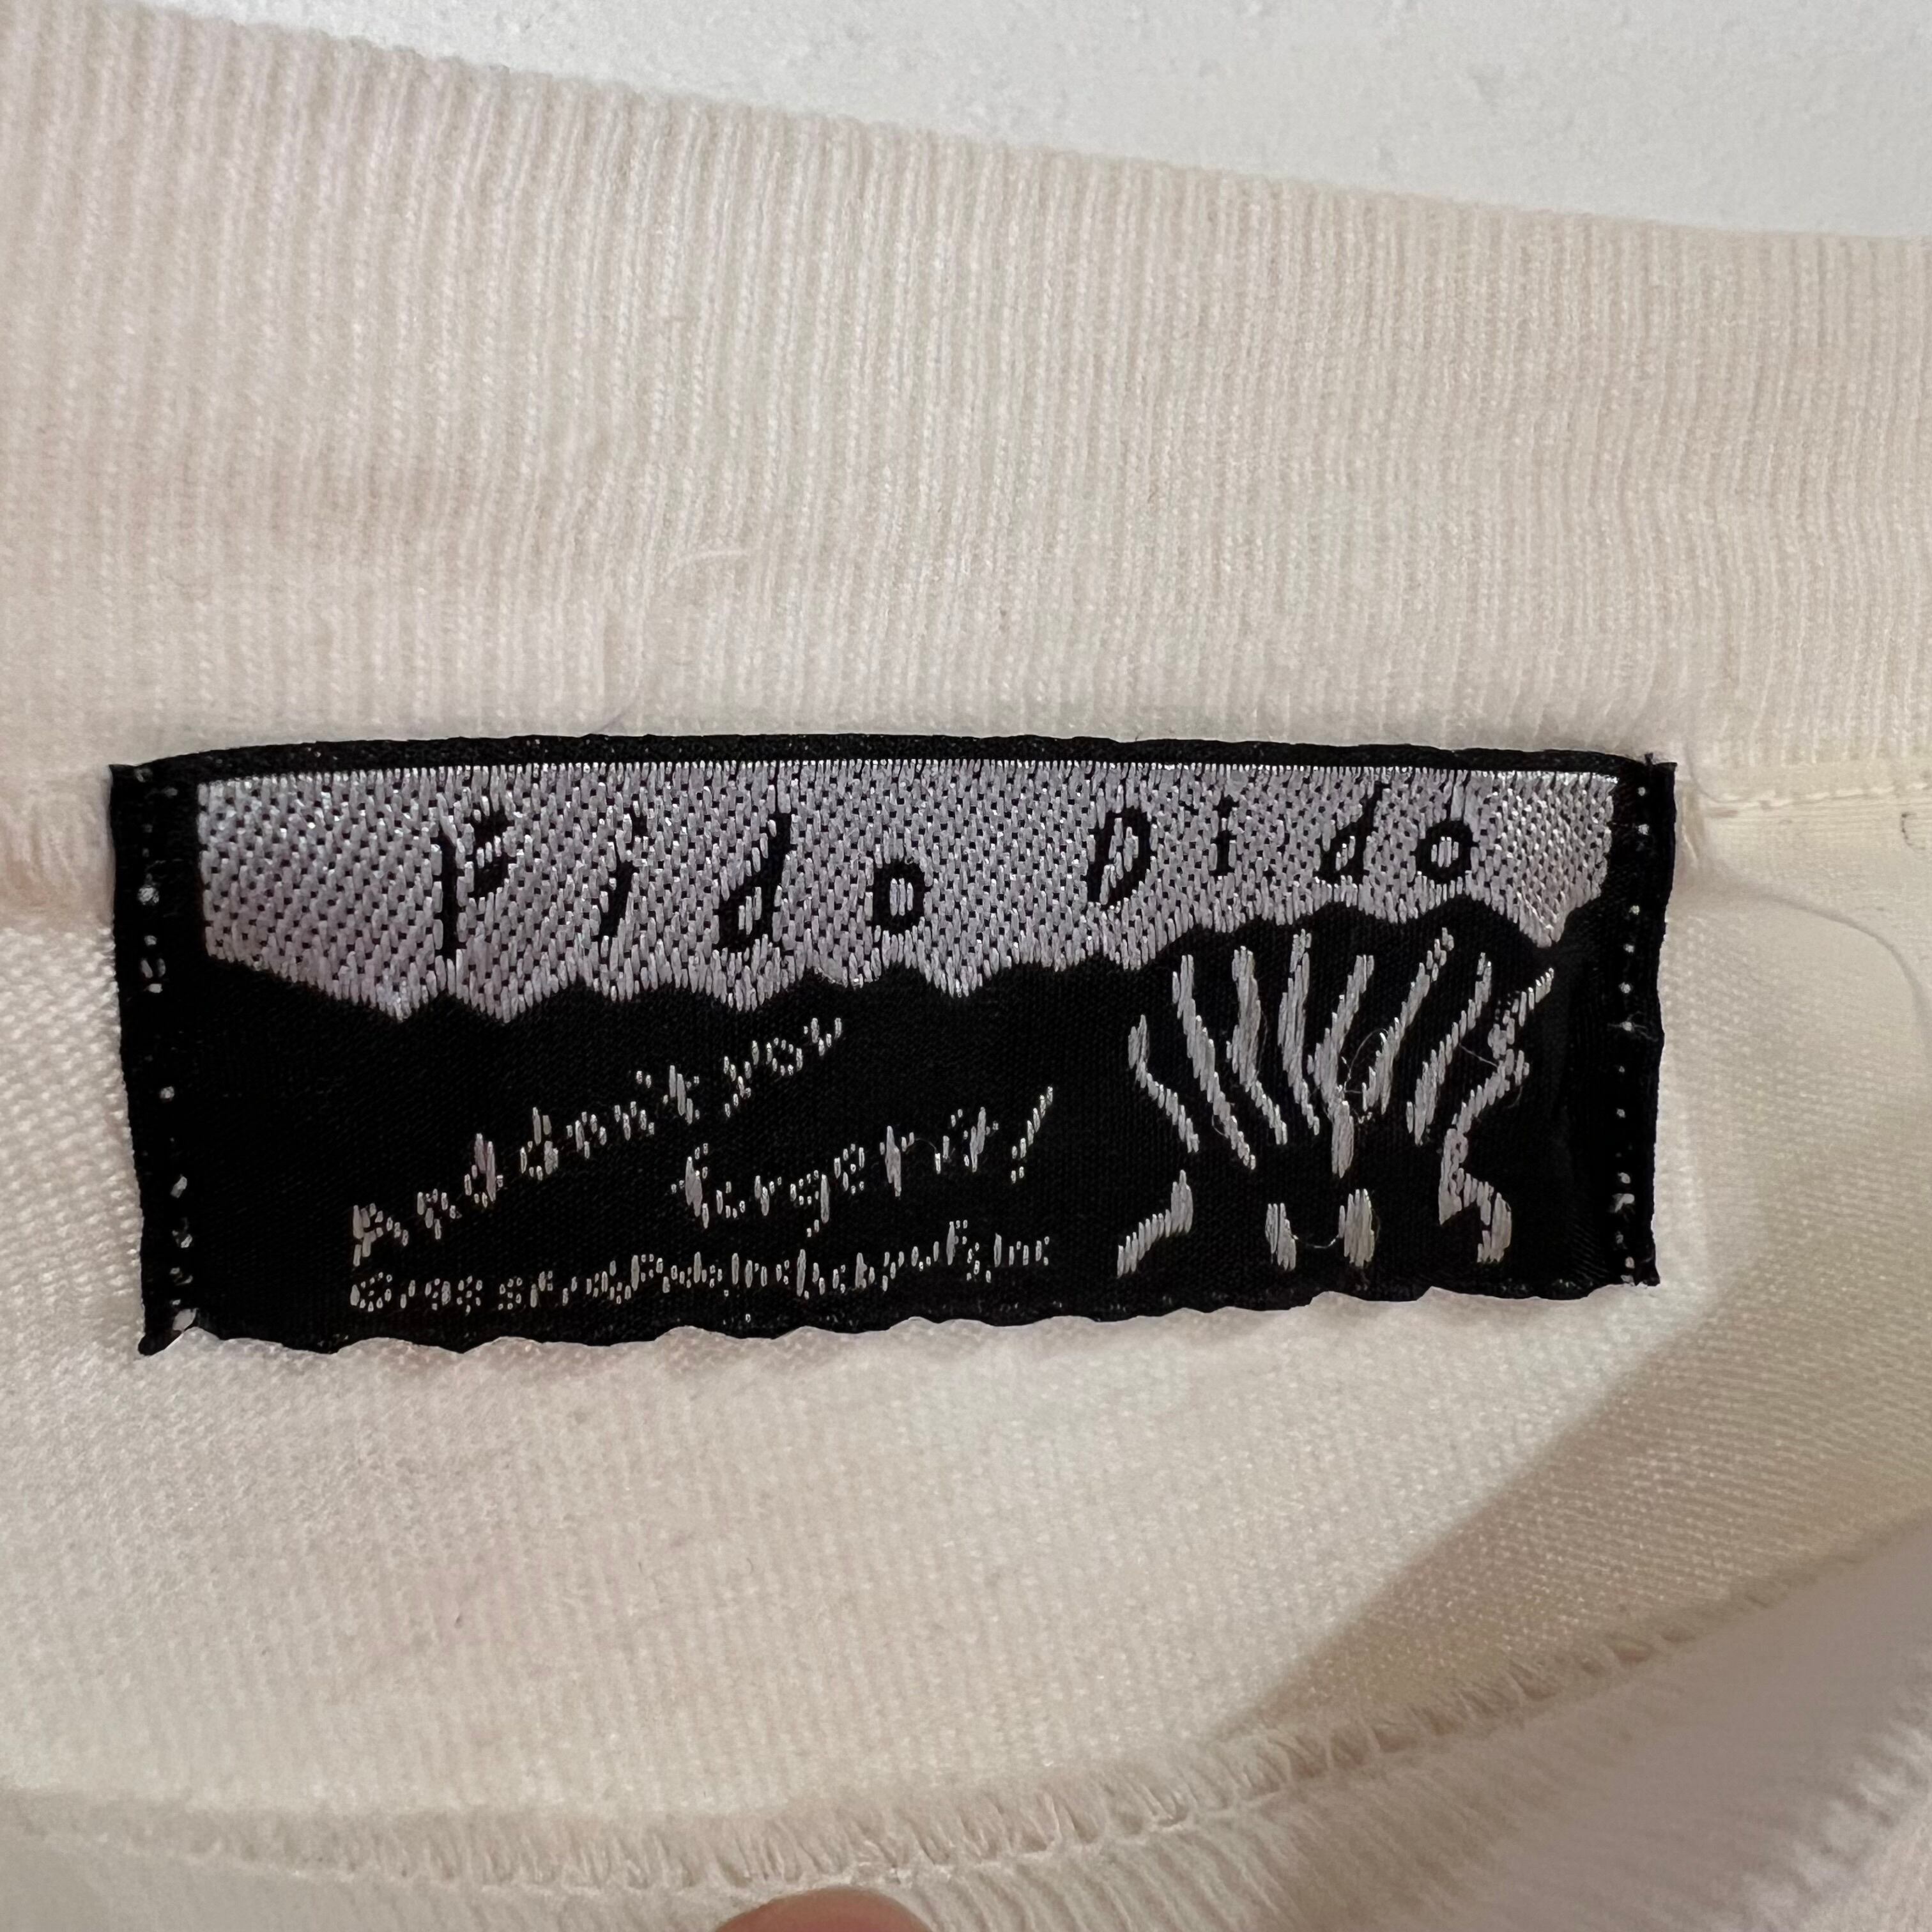 Fido Dido
And don't you
forget it!